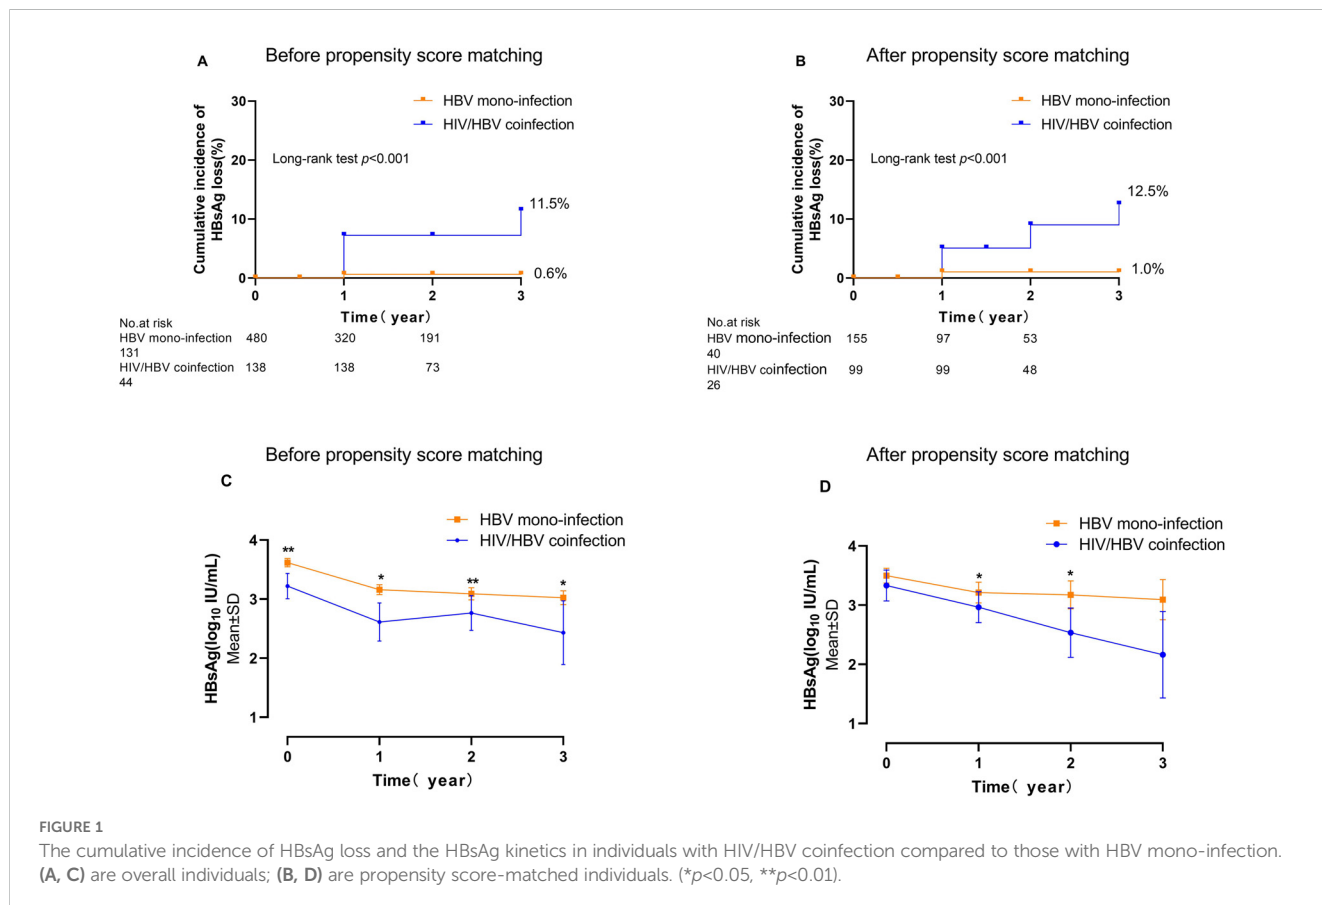 A
Before propensity score matching
HBV mono-infection
HIV/HBV coinfection
Long-rank test p<0.001
Cumulative incidence of
HBsAg loss(%)
30
20
10
0
11.5%
0.6%
0 1 2 3
Time( year)
No.at risk
HBV mono-infection 480 320 191
131
HIV/HBV coinfection 138 138 73
44
B
After propensity score matching
HBV mono-infection
HIV/HBV coinfection
Long-rank test p<0.001
Cumulative incidence of
HBsAg loss(%)
30
20
10
0
12.5%
1.0%
0 1 2 3
Time( year)
No.at risk
HBV mono-infection 155 97 53
40
HIV/HBV coinfection 99 99 48
26
Before propensity score matching
C
HBV mono-infection
HIV/HBV coinfection
HBsAg(log10 IU/mL)
Mean±SD
4
3
2
1
** * ** *
0 1 2 3
Time( year)
After propensity score matching
D
HBV mono-infection
HIV/HBV coinfection
HBsAg(log10 IU/mL)
Mean±SD
4
3
2
1
* *
0 1 2 3
Time( year)
FIGURE 1
The cumulative incidence of HBsAg loss and the HBsAg kinetics in individuals with HIV/HBV coinfection compared to those with HBV mono-infection.
(A, C) are overall individuals; (B, D) are propensity score-matched individuals. (*p<0.05, **p<0.01).